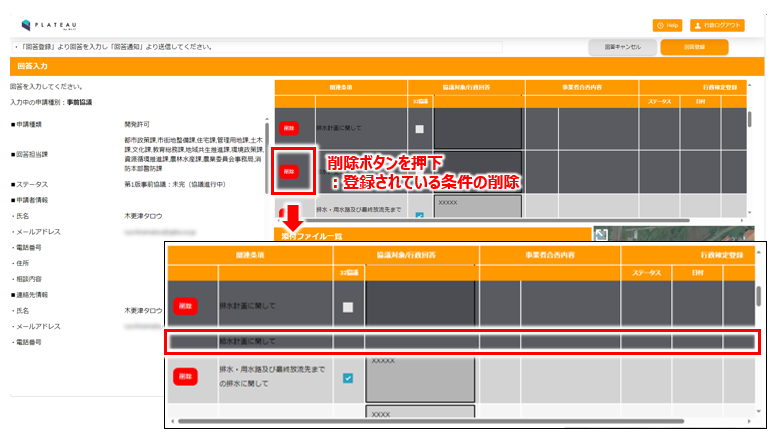 PLATEAU
by MLIT
Help
行政ログアウト
・「回答登録」より回答を入力し「回答通知」より送信してください。
回答キャンセル
回答登録
回答入力
回答を入力してください。
入力中の申請種別：事前協議
■申請種類
開発許可
■回答担当課
都市政策課,市街地整備課,住宅課,管理用地課,土木
課,文化課,教育総務課,地域共生推進課,環境政策課,
資源循環推進課,農林水産課,農業委員会事務局,消
防本部警防課
■ステータス
第1版事前協議：未完（協議進行中）
■申請者情報
・氏名
木更津タロウ
・メールアドレス
・電話番号
・住所
・相談内容
■連絡先情報
・氏名
木更津タロウ
・メールアドレス
・電話番号
関連条項
協議対象/行政回答
事業者合否内容
行政確定登録
32協議
ステータス
日付
削除
排水計画に関して
削除
排水・用水路及び最終放流先まで
XXXXX
削除ボタンを押下
：登録されている条件の削除
添付ファイル一覧
関連条項
協議対象/行政回答
事業者合否内容
行政確定登録
32協議
ステータス
日付
削除
排水計画に関して
給水計画に関して
削除
排水・用水路及び最終放流先まで
の排水に関して
XXXXX
XXXX